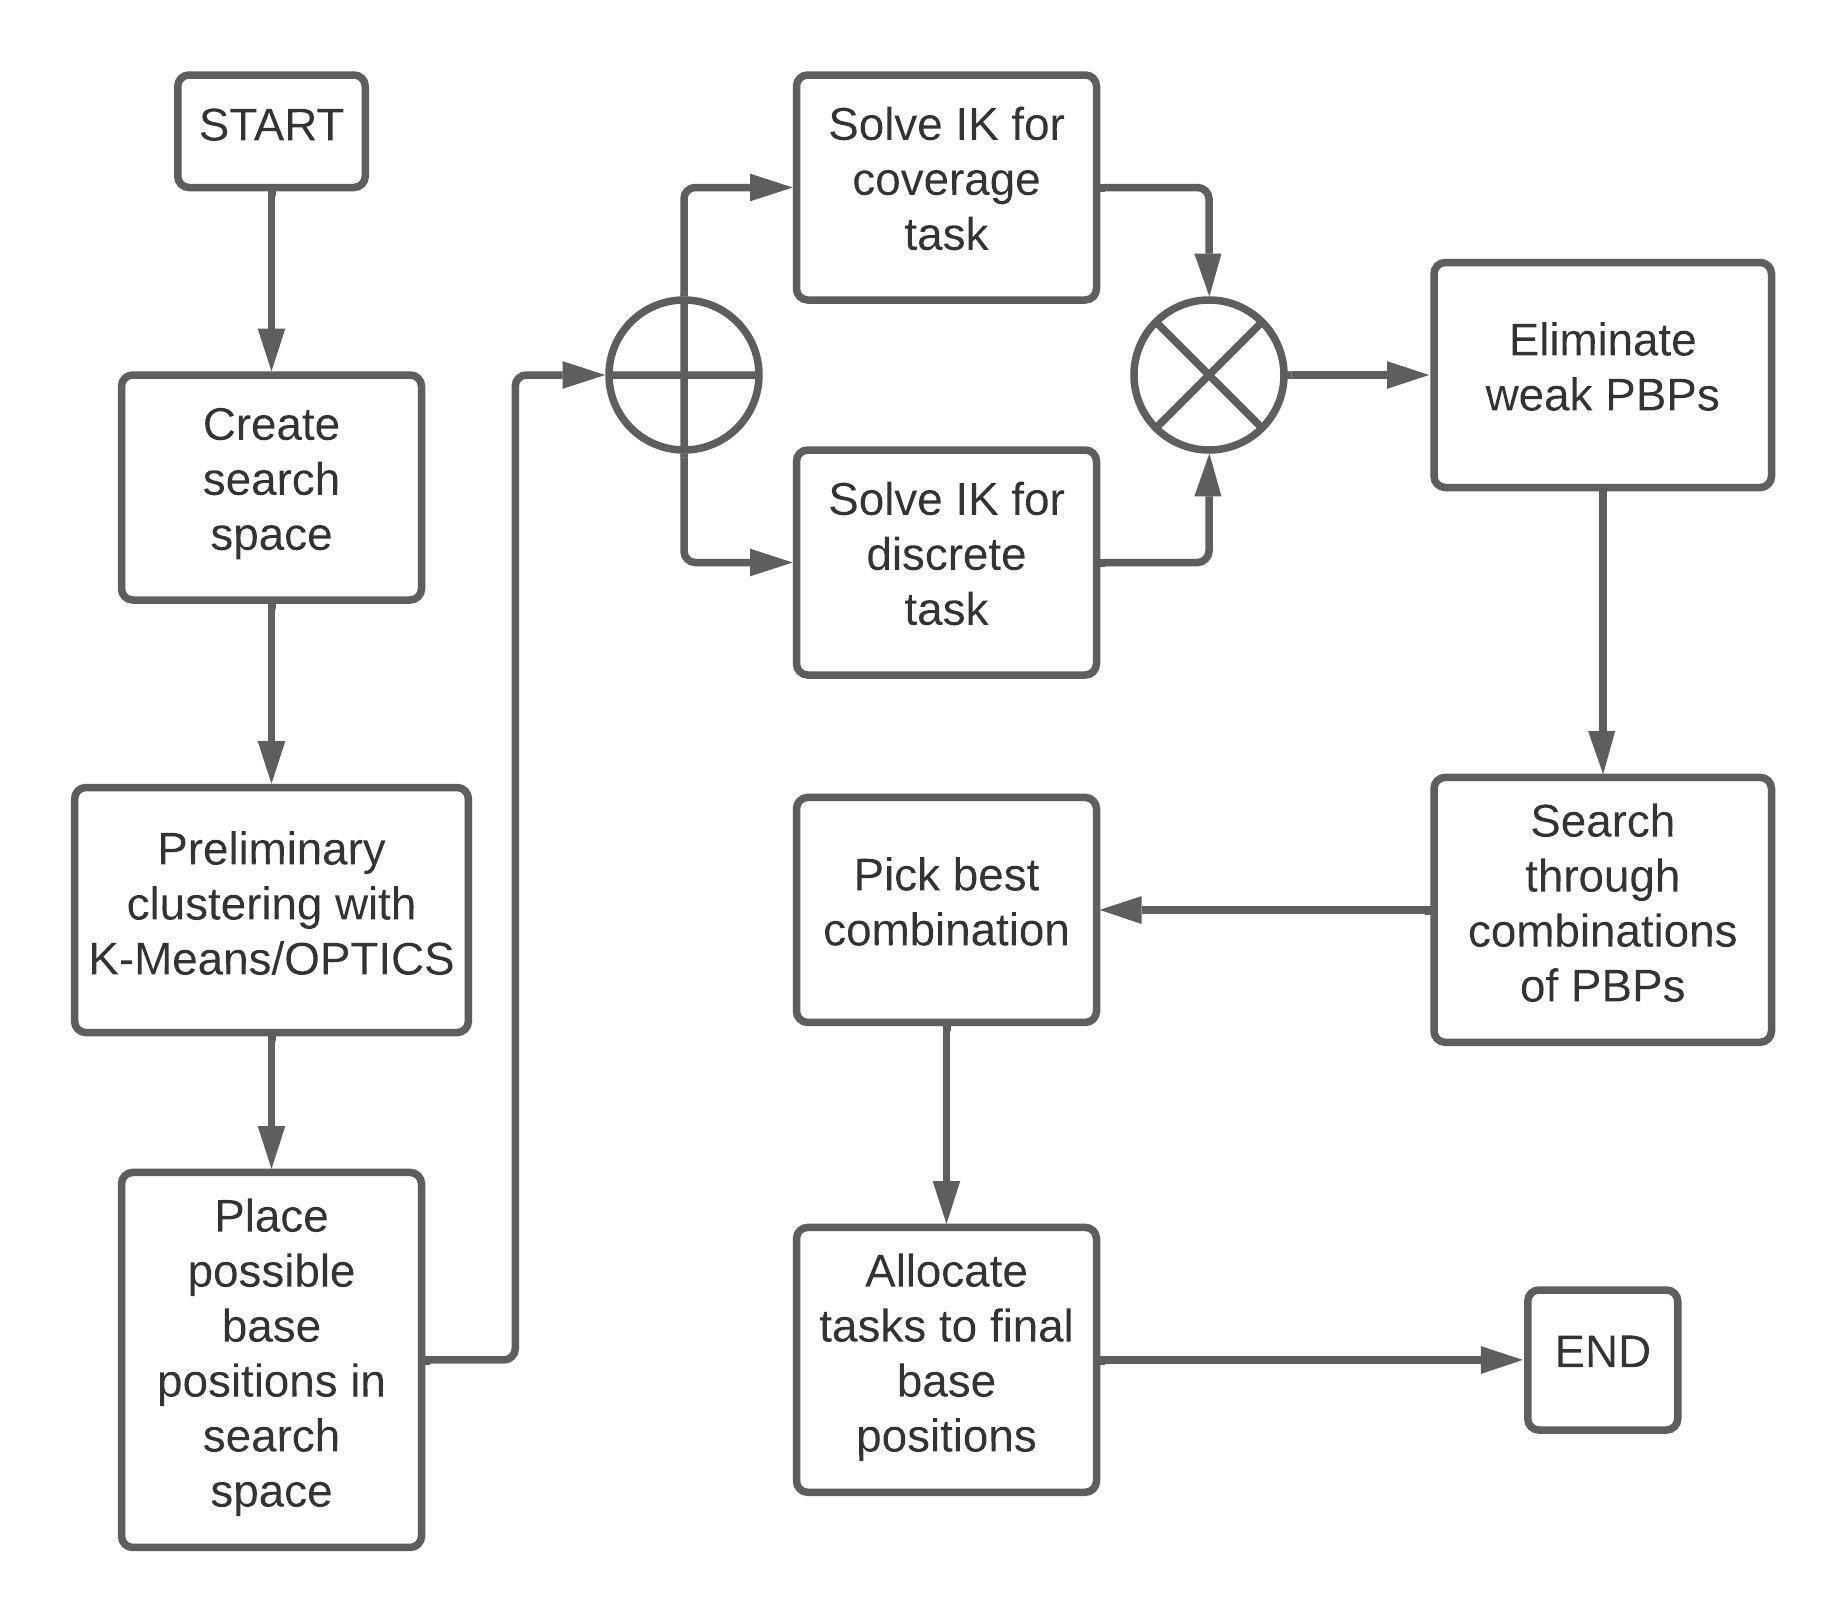 START
Create
search
space
Preliminary
clustering with
K-Means/OPTICS
Place
possible
base
positions in
search
space
Solve IK for
coverage
task
Solve IK for
discrete
task
Eliminate
weak PBPs
Search
through
combinations
of PBPs
Pick best
combination
Allocate
tasks to final
base
positions
END